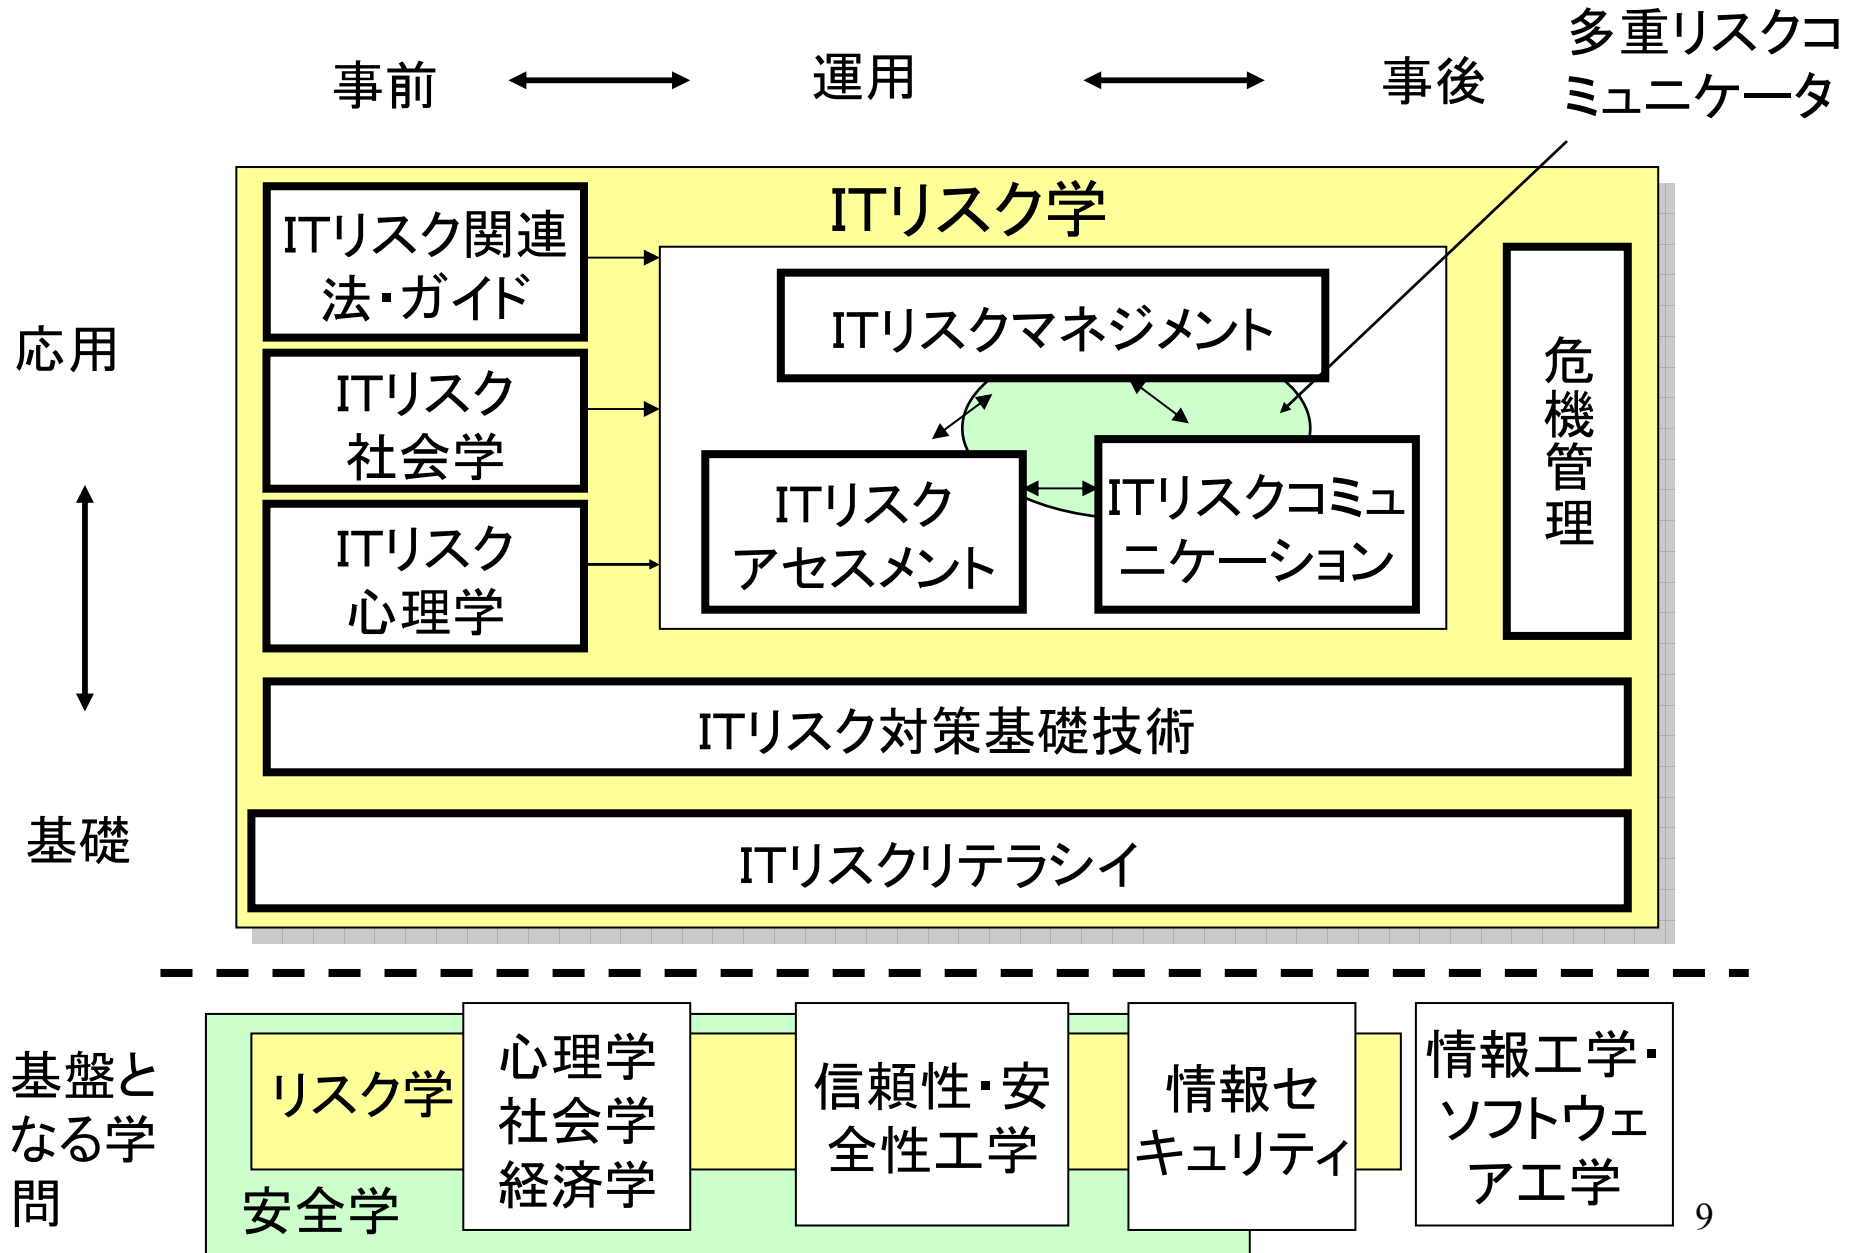 多重リスクコ
ミュニケータ
事前
運用
事後
ITリスク学
ITリスク関連
法・ガイド
ITリスク
社会学
ITリスク
心理学
ITリスクマネジメント
ITリスク
アセスメント
ITリスクコミュ
ニケーション
危
機
管
理
応用
基礎
ITリスク対策基礎技術
ITリスクリテラシイ
基盤と
なる学
問
リスク学
安全学
心理学
社会学
経済学
信頼性・安
全性工学
情報セ
キュリティ
情報工学・
ソフトウェ
ア工学
9